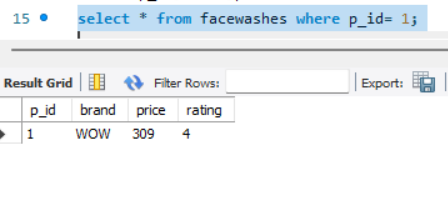 15 select * from facewashes where p_id= 1;
Result Grid Filter Rows: Export:
p_id brand price rating
1 WOW 309 4